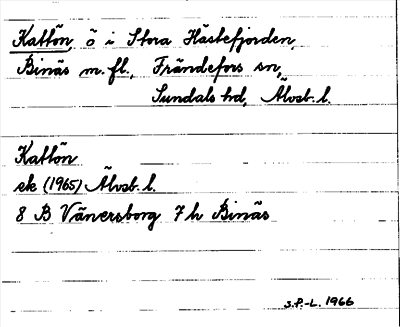 Kattön, ö i Stora Hästefjorden,
Binäs m.fl., Frändefors sn,
Sundals hd, Älvsb. l.
Kattön
ek (1965) Älvsb. l.
8 B Vänersborg 7 h Binäs
S.P.-L. 1966